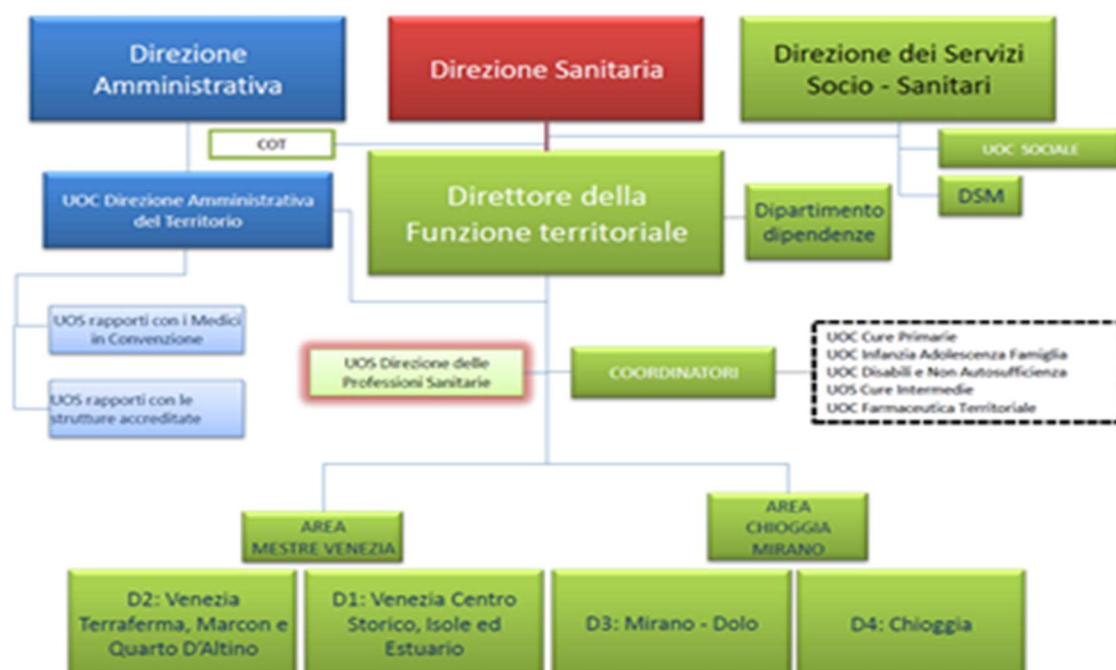 Direzione
Amministrativa
Direzione Sanitaria
Direzione dei Servizi
Socio - Sanitari
COT
UOC SOCIALE
UOC Direzione Amministrativa
del Territorio
Direttore della
Funzione territoriale
Dipartimento
dipendenze
DSM
UOS rapporti con i Medici
in Convenzione
UOS rapporti con le
strutture accreditate
UOS Direzione delle
Professioni Sanitarie
COORDINATORI
UOC Cure Primarie
UOC Infanzia Adolescenza Famiglia
UOC Disabili e Non Autosufficienza
UOS Cure Intermedie
UOC Farmaceutica Territoriale
AREA
MESTRE VENEZIA
AREA
CHIOGGIA
MIRANO
D2: Venezia
Terraferma, Marcon e
Quarto D'Altino
D1: Venezia Centro
Storico, Isole ed
Estuario
D3: Mirano - Dolo
D4: Chioggia